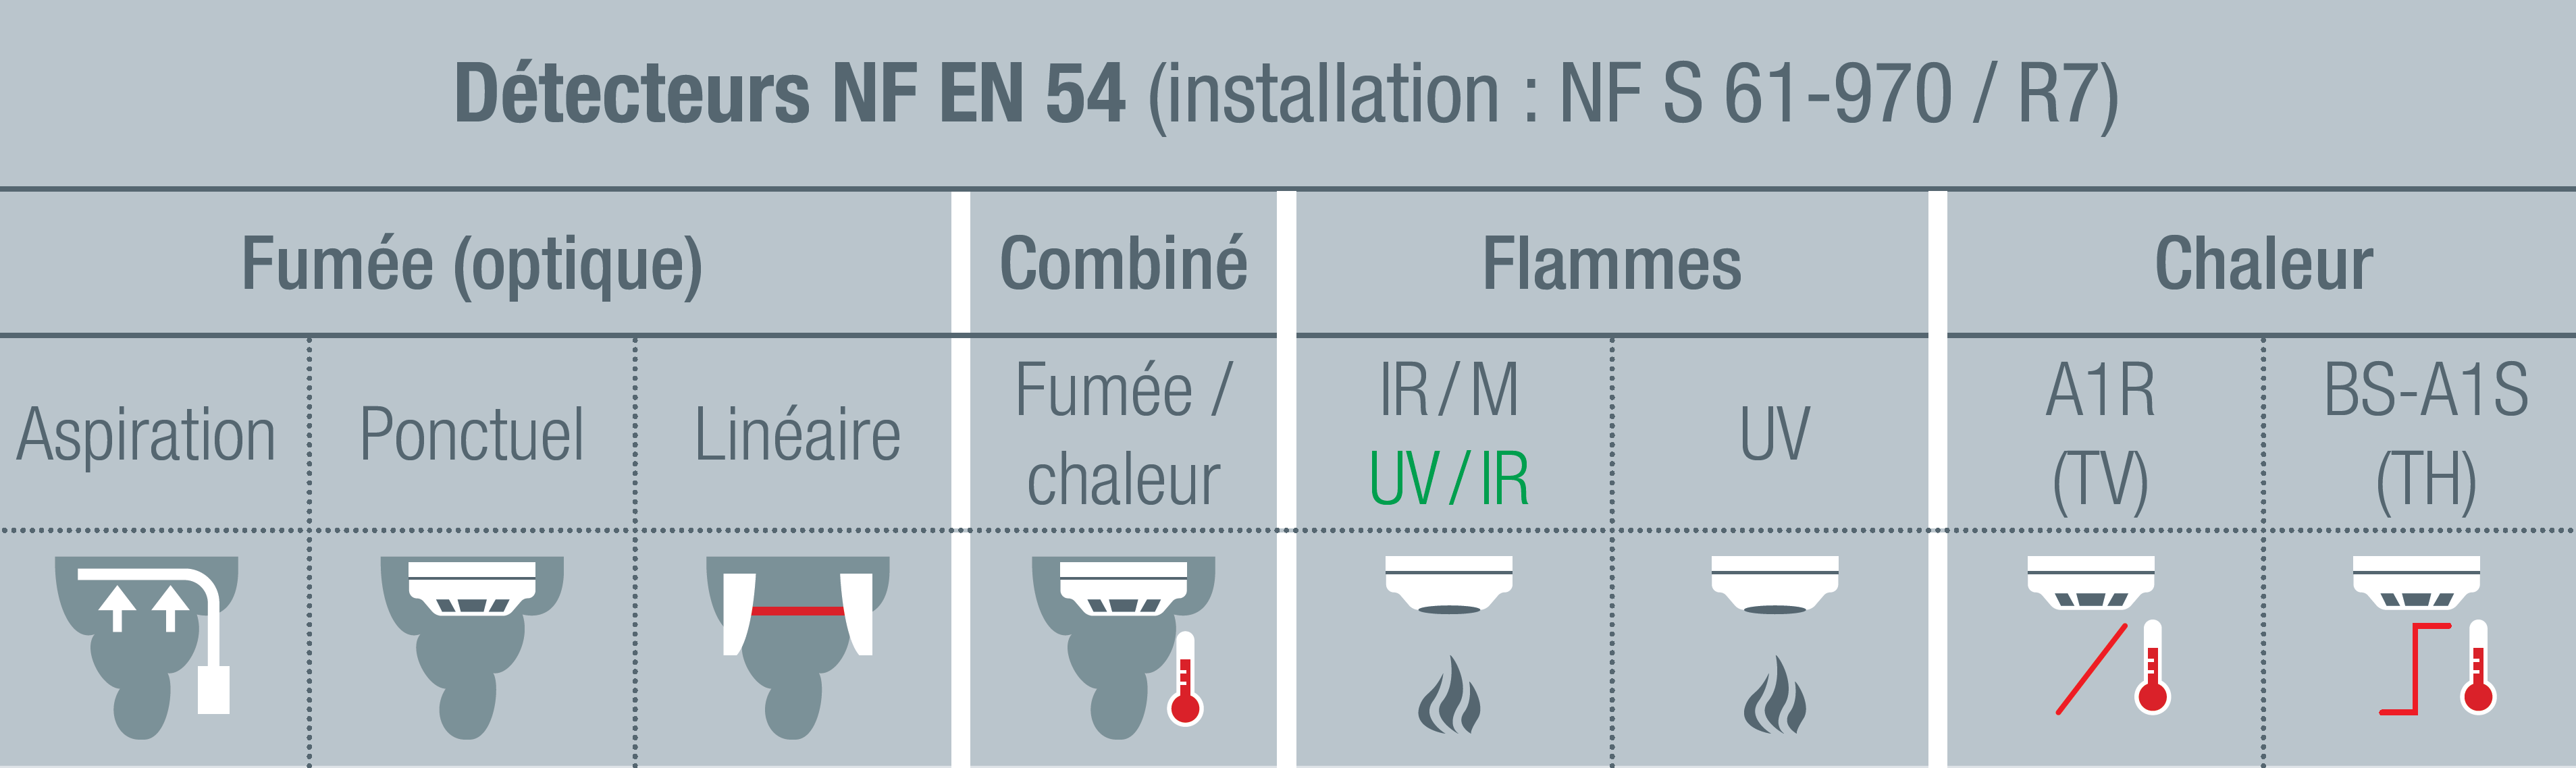 Détecteurs NF EN 54 (installation : NF S 61-970 / R7)
Fumée (optique)
Combiné
Flammes
Chaleur
Aspiration
Ponctuel
Linéaire
Fumée /
chaleur
IR / M
UV / IR
UV
A1R
(TV)
BS-A1S
(TH)